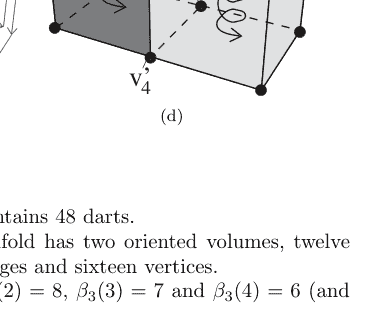 v'4
(d)
ntains 48 darts.
fold has two oriented volumes, twelve
ges and sixteen vertices.
(2) = 8, β3(3) = 7 and β3(4) = 6 (and